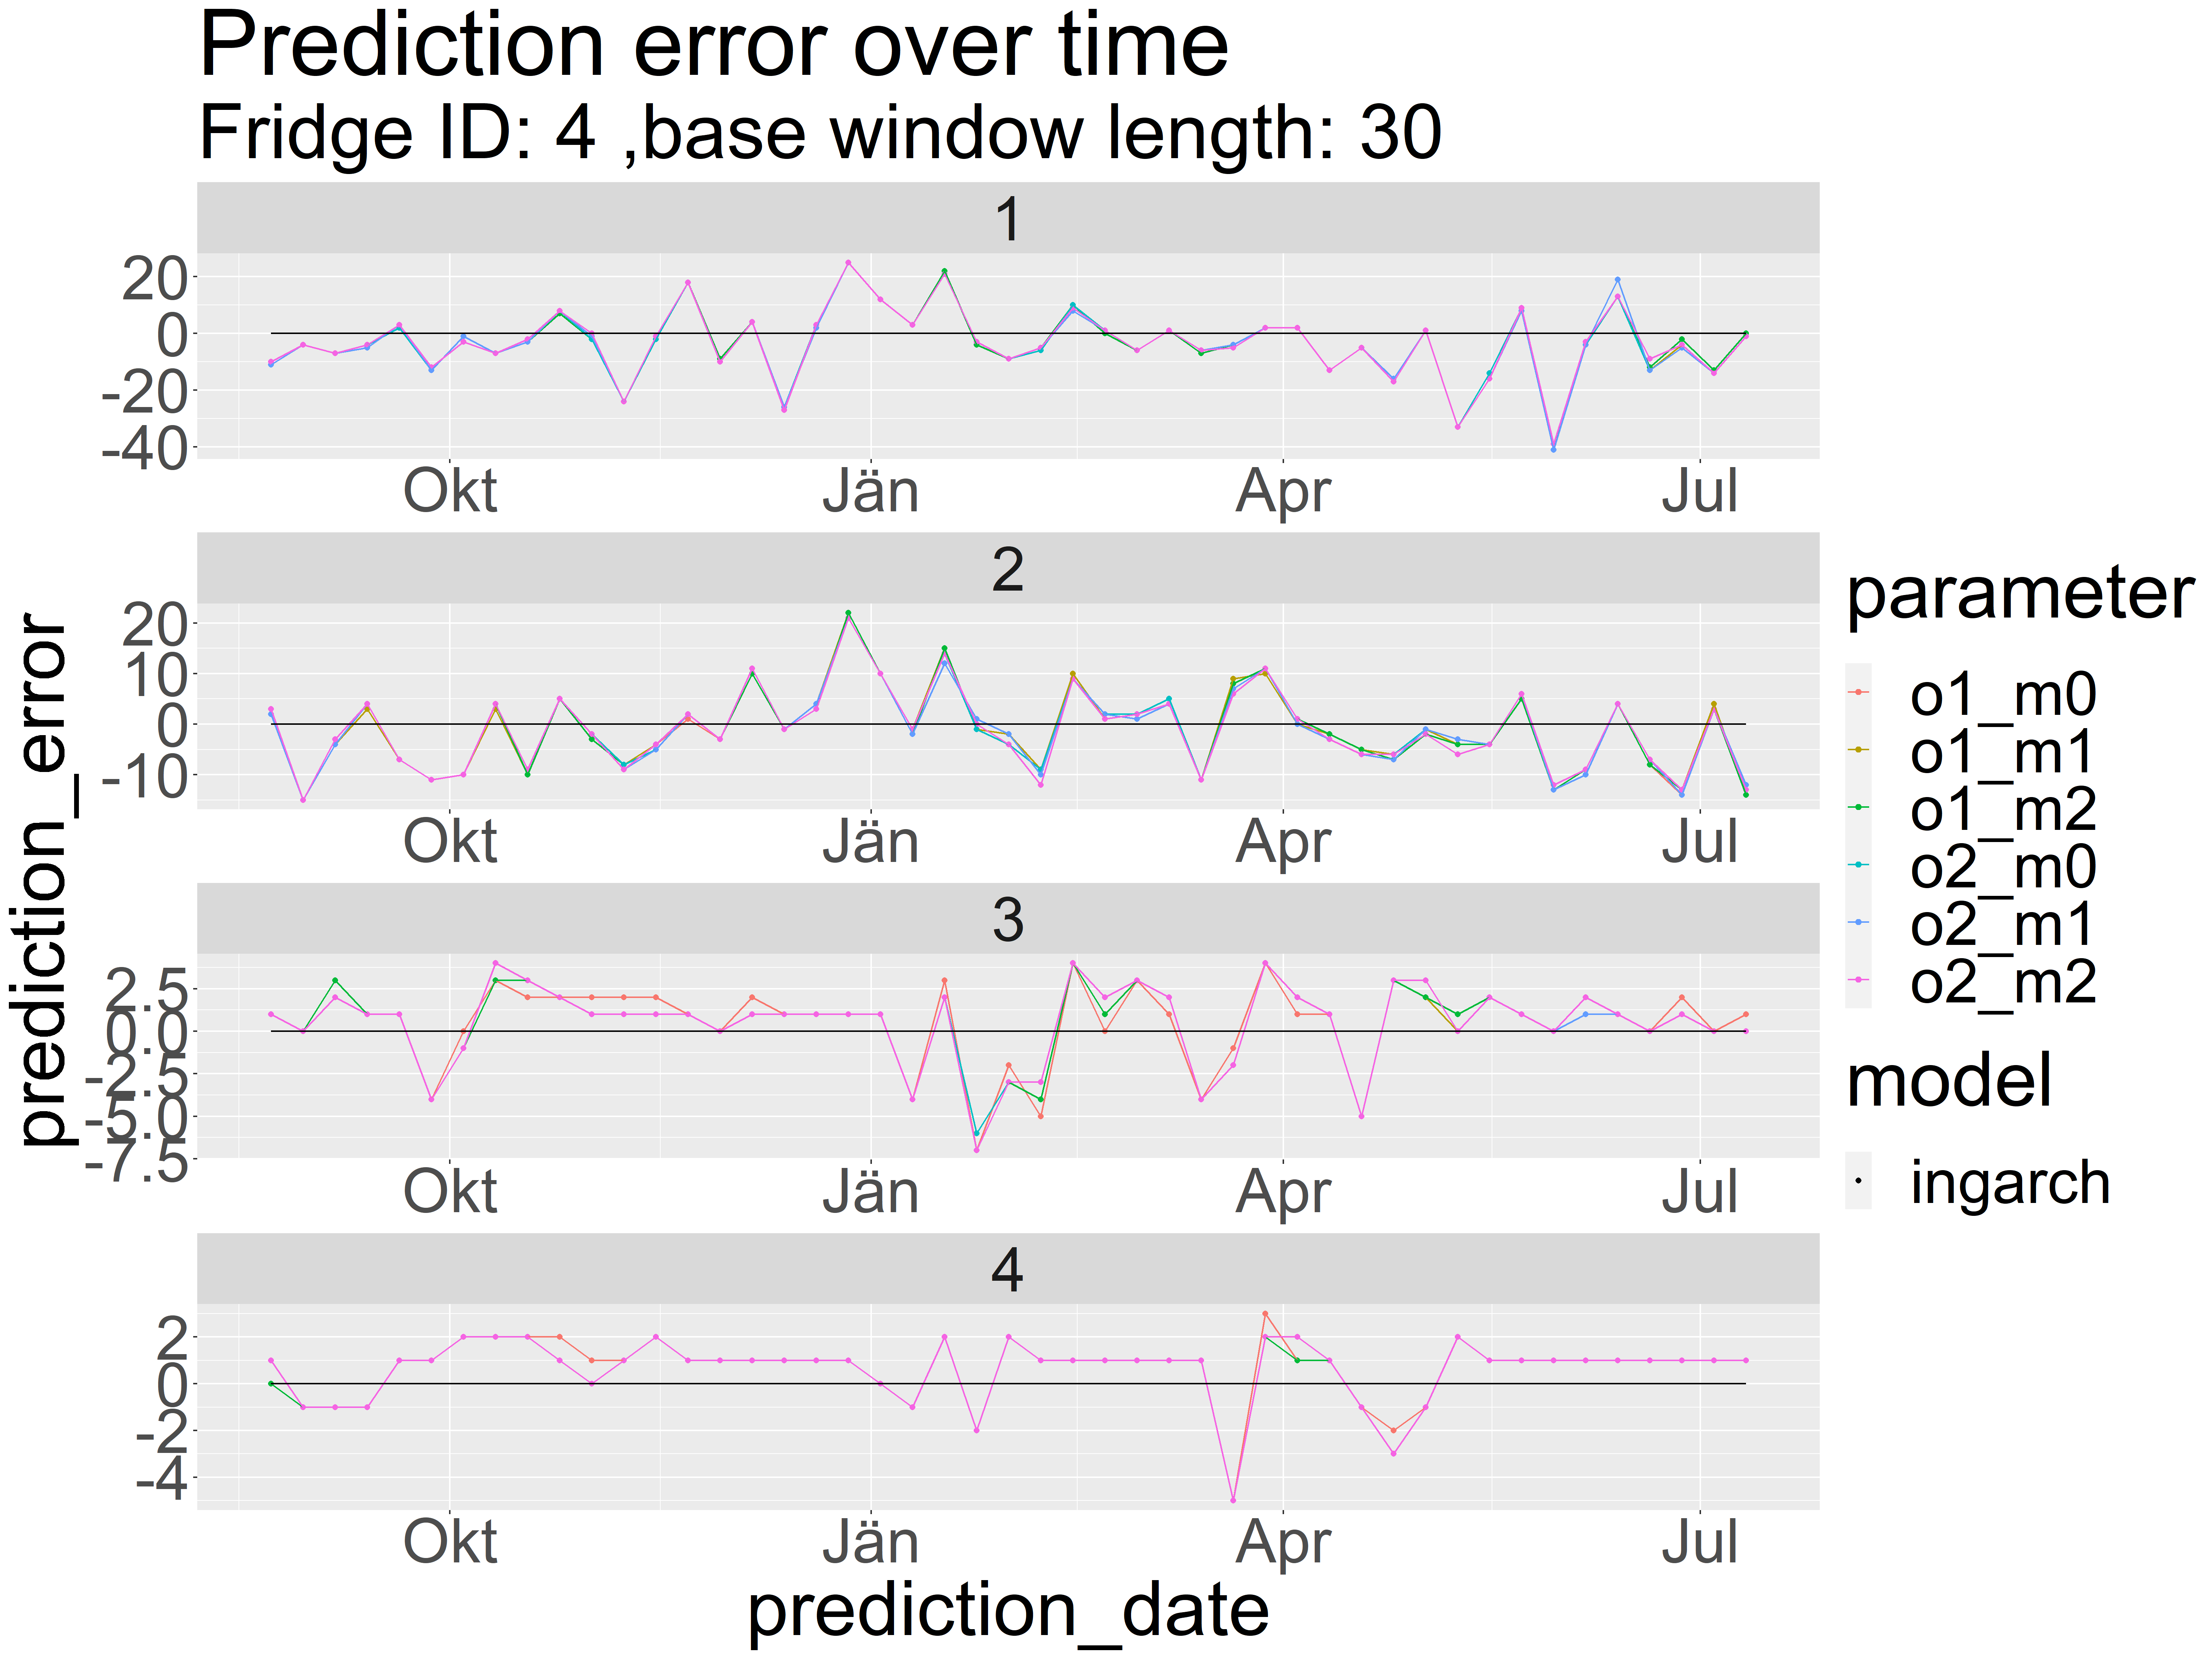 Prediction error over time
Fridge ID: 4 ,base window length: 30
1
20
0
-20
-40
Okt Jän Apr Jul
2
20
10
0
-10
Okt Jän Apr Jul
3
2.5
0.0
-2.5
-5.0
-7.5
Okt Jän Apr Jul
4
2
0
-2
-4
Okt Jän Apr Jul
prediction_date
prediction_error
parameter
o1_m0
o1_m1
o1_m2
o2_m0
o2_m1
o2_m2
model
ingarch